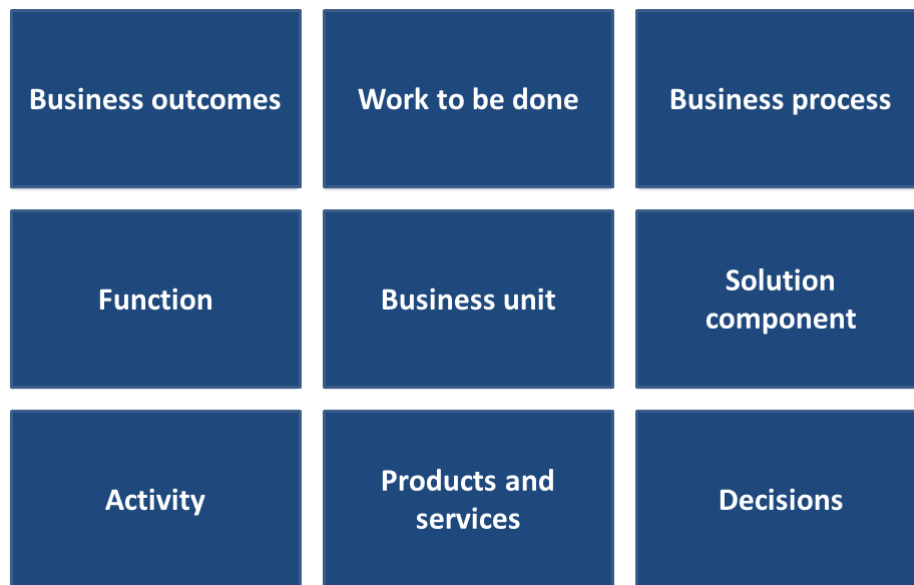 Business outcomes
Work to be done
Business process
Function
Business unit
Solution
component
Activity
Products and
services
Decisions